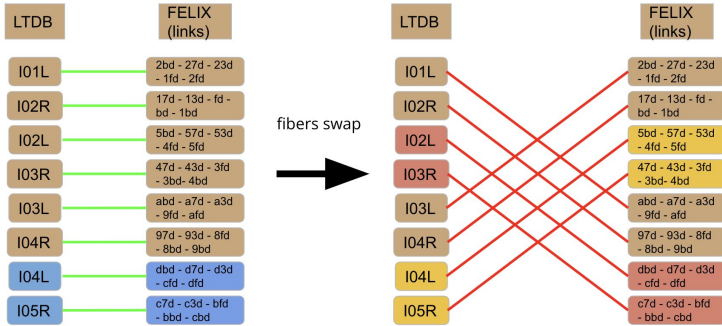 LTDB
FELIX
(links)
I01L
2bd - 27d - 23d
- 1fd - 2fd
I02R
17d - 13d - fd -
bd - 1bd
I02L
5bd - 57d - 53d
- 4fd - 5fd
I03R
47d - 43d - 3fd
- 3bd- 4bd
I03L
abd - a7d - a3d
- 9fd - afd
I04R
97d - 93d - 8fd
- 8bd - 9bd
I04L
dbd - d7d - d3d
- cfd - dfd
I05R
c7d - c3d - bfd
- bbd - cbd
fibers swap
LTDB
FELIX
(links)
I01L
2bd - 27d - 23d
- 1fd - 2fd
I02R
17d - 13d - fd -
bd - 1bd
I02L
5bd - 57d - 53d
- 4fd - 5fd
I03R
47d - 43d - 3fd
- 3bd- 4bd
I03L
abd - a7d - a3d
- 9fd - afd
I04R
97d - 93d - 8fd
- 8bd - 9bd
I04L
dbd - d7d - d3d
- cfd - dfd
I05R
c7d - c3d - bfd
- bbd - cbd